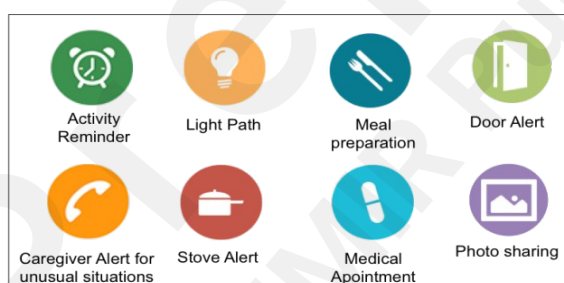 Activity
Reminder
Light Path
Meal
preparation
Door Alert
Caregiver Alert for
unusual situations
Stove Alert
Medical
Apointment
Photo sharing